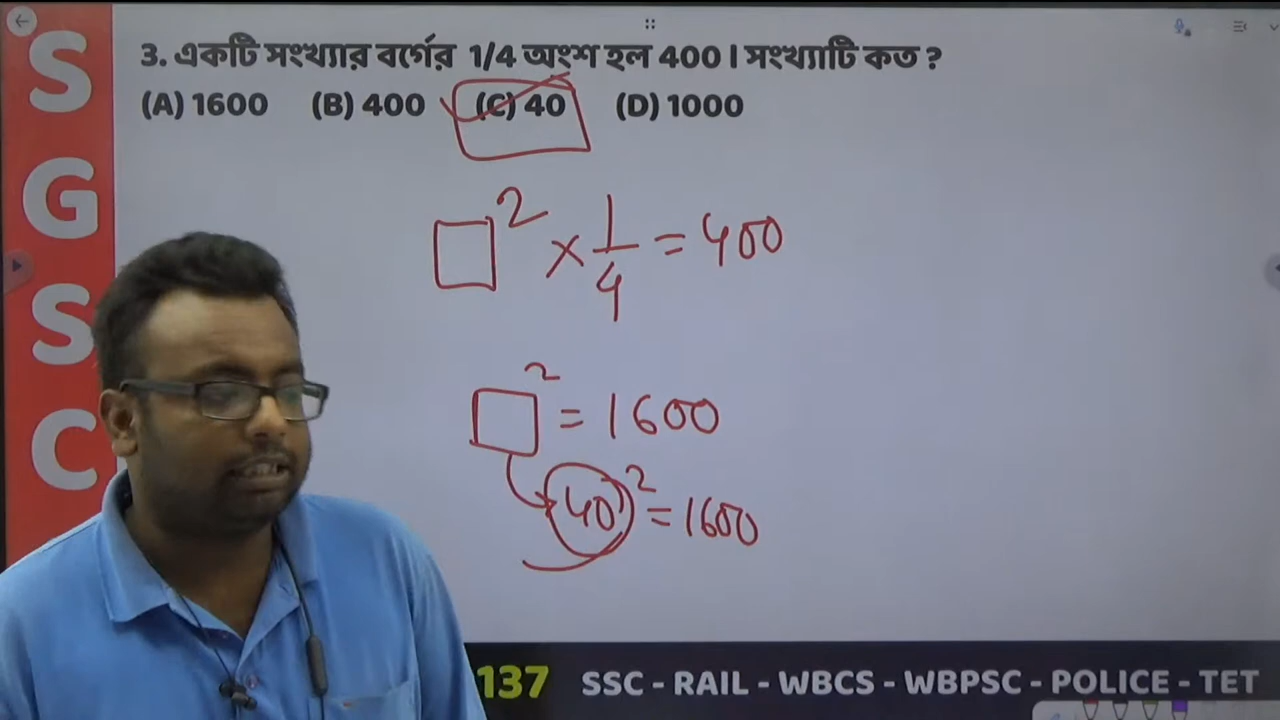 SGSC
3. একটি সংখ্যার বর্গের 1/4 অংশ হল 400 । সংখ্যাটি কত ?
(A) 1600 (B) 400 (C) 40 (D) 1000
□² × 1/4 = 400
□² = 1600
40² = 1600
137 SSC - RAIL - WBCS - WBPSC - POLICE - TET